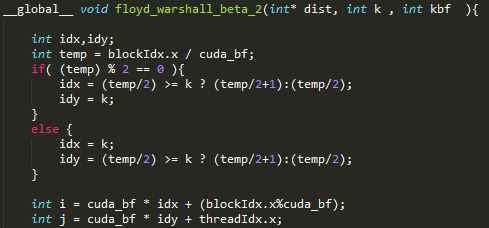 __global__ void floyd_warshall_beta_2(int* dist, int k , int kbf  ){
int idx,idy;
int temp = blockIdx.x / cuda_bf;
if( (temp) % 2 == 0 ){
idx = (temp/2) >= k ? (temp/2+1):(temp/2);
idy = k;
}
else {
idx = k;
idy = (temp/2) >= k ? (temp/2+1):(temp/2);
}
int i = cuda_bf * idx + (blockIdx.x%cuda_bf);
int j = cuda_bf * idy + threadIdx.x;